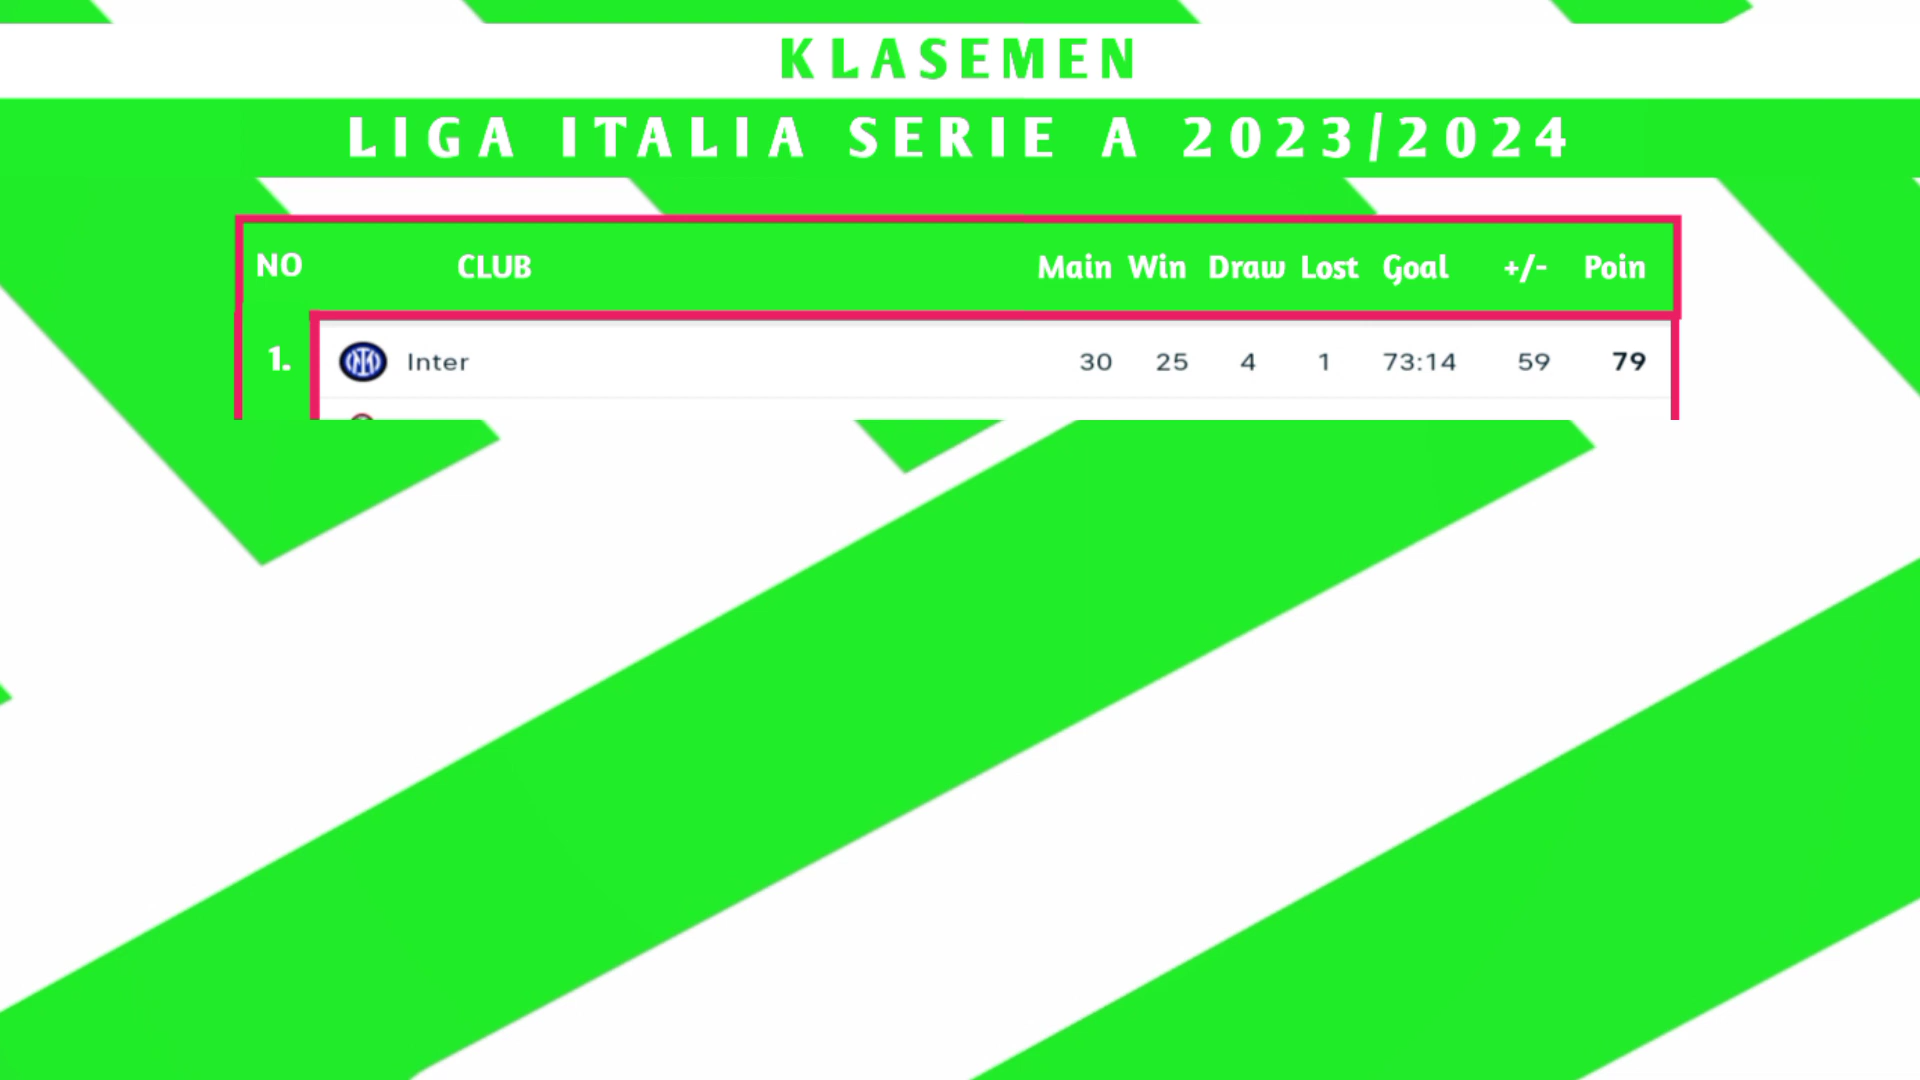 KLASEMEN
LIGA ITALIA SERIE A 2023/2024
NO CLUB Main Win Draw Lost Goal +/- Poin
1. Inter 30 25 4 1 73:14 59 79